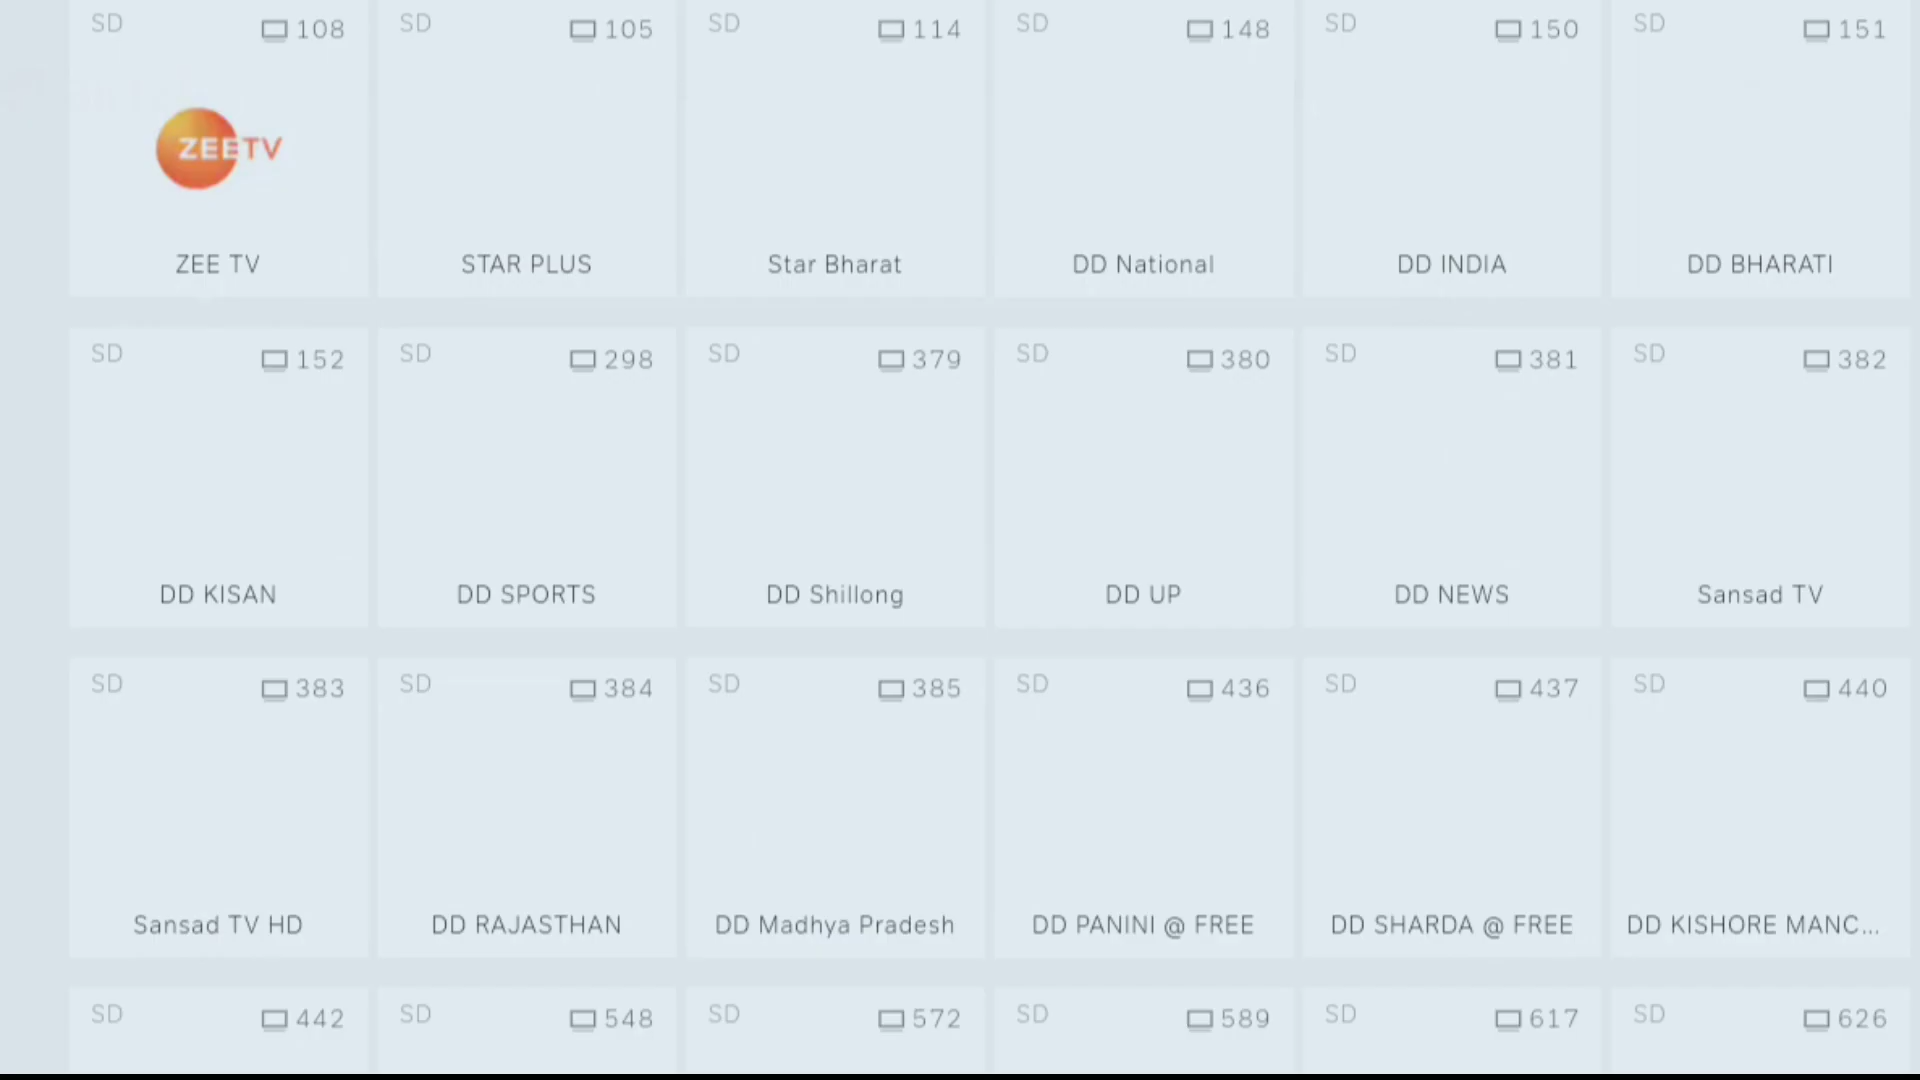 SD 108 SD 105 SD 114 SD 148 SD 150 SD 151
ZEETV
ZEE TV STAR PLUS Star Bharat DD National DD INDIA DD BHARATI
SD 152 SD 298 SD 379 SD 380 SD 381 SD 382
DD KISAN DD SPORTS DD Shillong DD UP DD NEWS Sansad TV
SD 383 SD 384 SD 385 SD 436 SD 437 SD 440
Sansad TV HD DD RAJASTHAN DD Madhya Pradesh DD PANINI @ FREE DD SHARDA @ FREE DD KISHORE MANC...
SD 442 SD 548 SD 572 SD 589 SD 617 SD 626